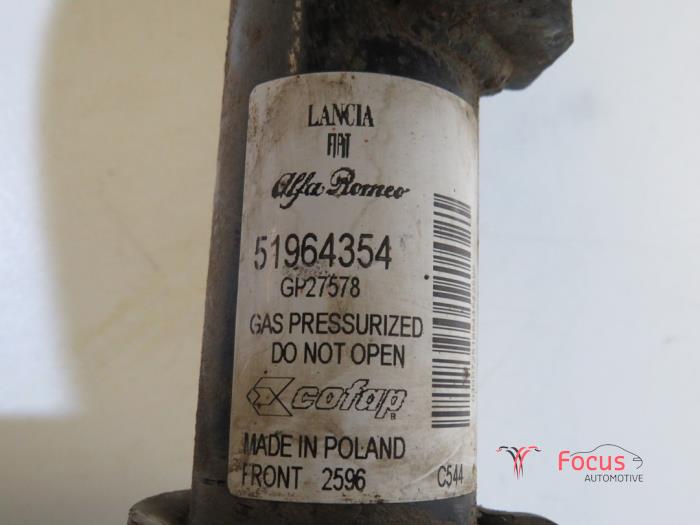 LANCIA
FIAT
Alfa Romeo
51964354
GP27578
GAS PRESSURIZED
DO NOT OPEN
cofap
MADE IN POLAND
FRONT 2596 C544
Focus
AUTOMOTIVE